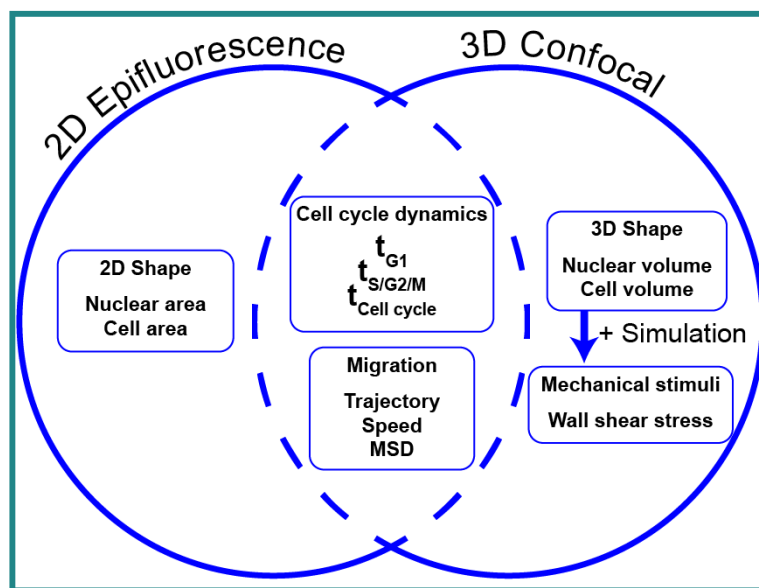 2D Epifluorescence
3D Confocal
2D Shape
Nuclear area
Cell area
Cell cycle dynamics
tG1
tS/G2/M
tCell cycle
Migration
Trajectory
Speed
MSD
3D Shape
Nuclear volume
Cell volume
+ Simulation
Mechanical stimuli
Wall shear stress